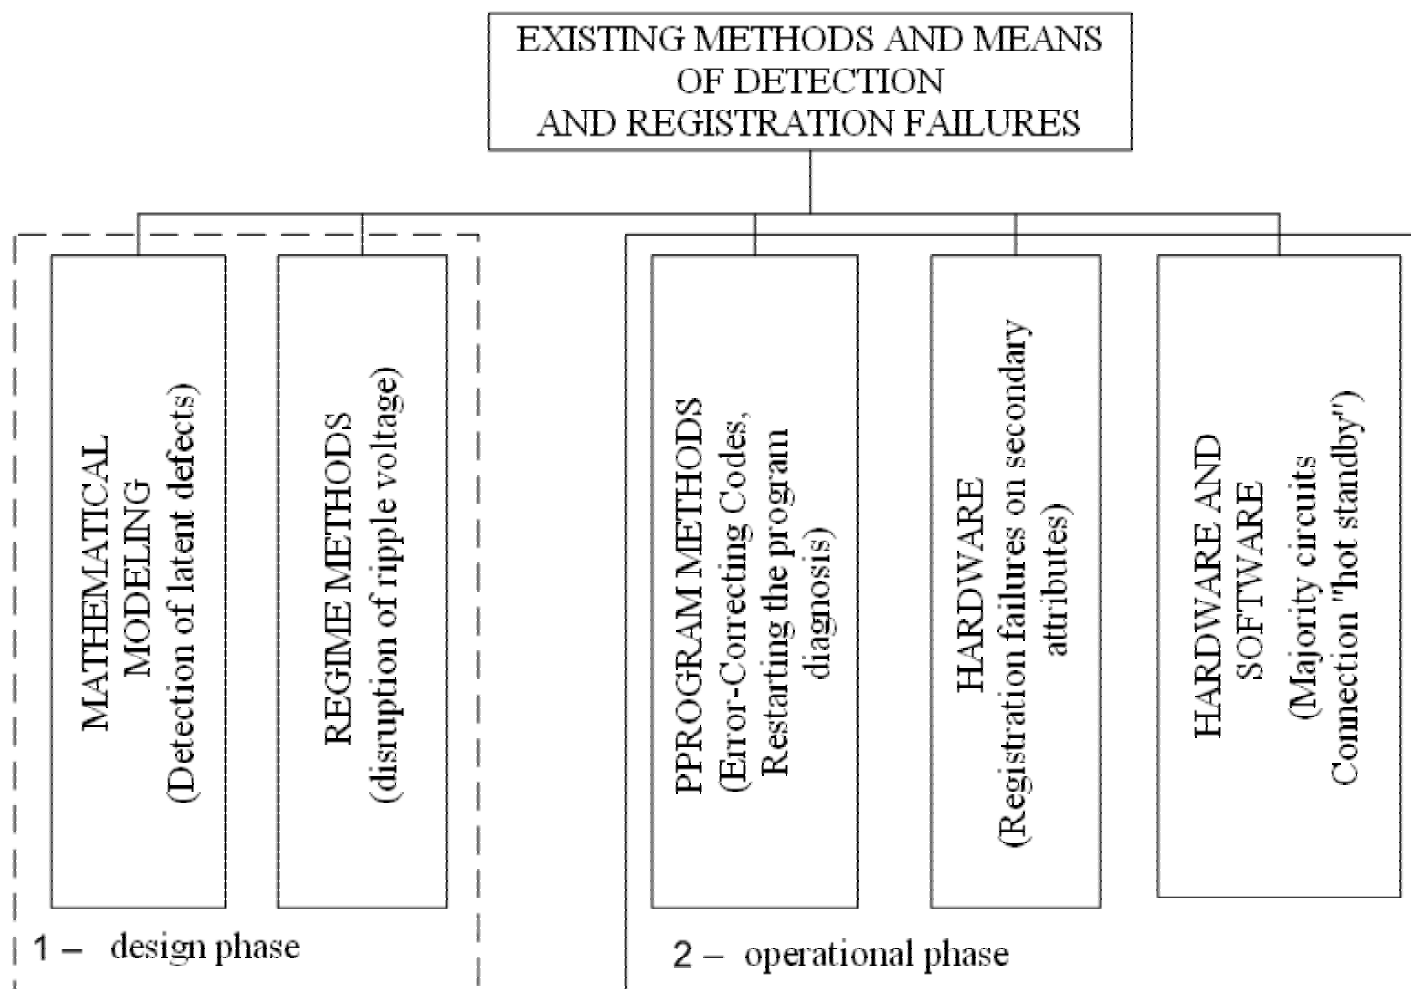 EXISTING METHODS AND MEANS
OF DETECTION
AND REGISTRATION FAILURES
MATHEMATICAL
MODELING
(Detection of latent defects)
REGIME METHODS
(disruption of ripple voltage)
PPROGRAM METHODS
(Error-Correcting Codes,
Restarting the program
diagnosis)
HARDWARE
(Registration failures on secondary
attributes)
HARDWARE AND
SOFTWARE
(Majority circuits
Connection "hot standby")
1 – design phase
2 – operational phase